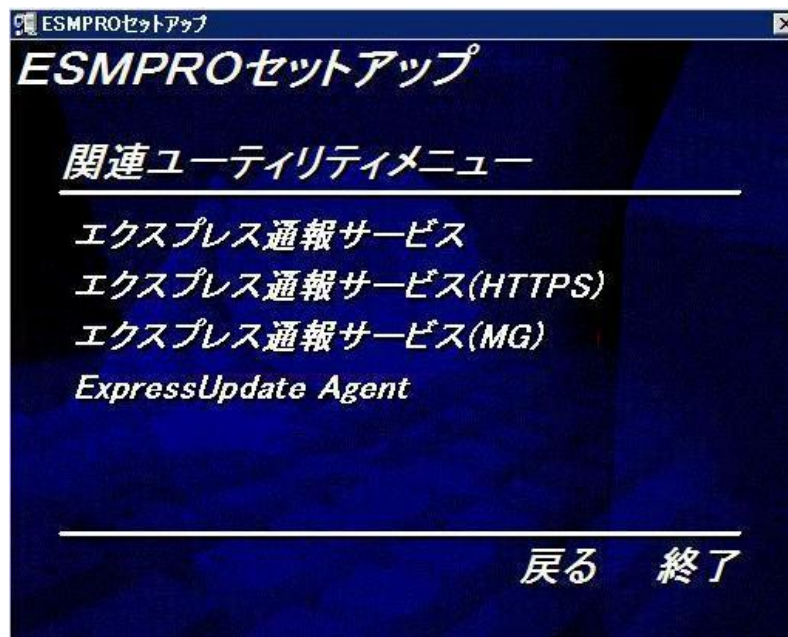 ESMPROセットアップ
ESMPROセットアップ
関連ユーティリティメニュー
エクスプレス通報サービス
エクスプレス通報サービス(HTTPS)
エクスプレス通報サービス(MG)
ExpressUpdate Agent
戻る 終了